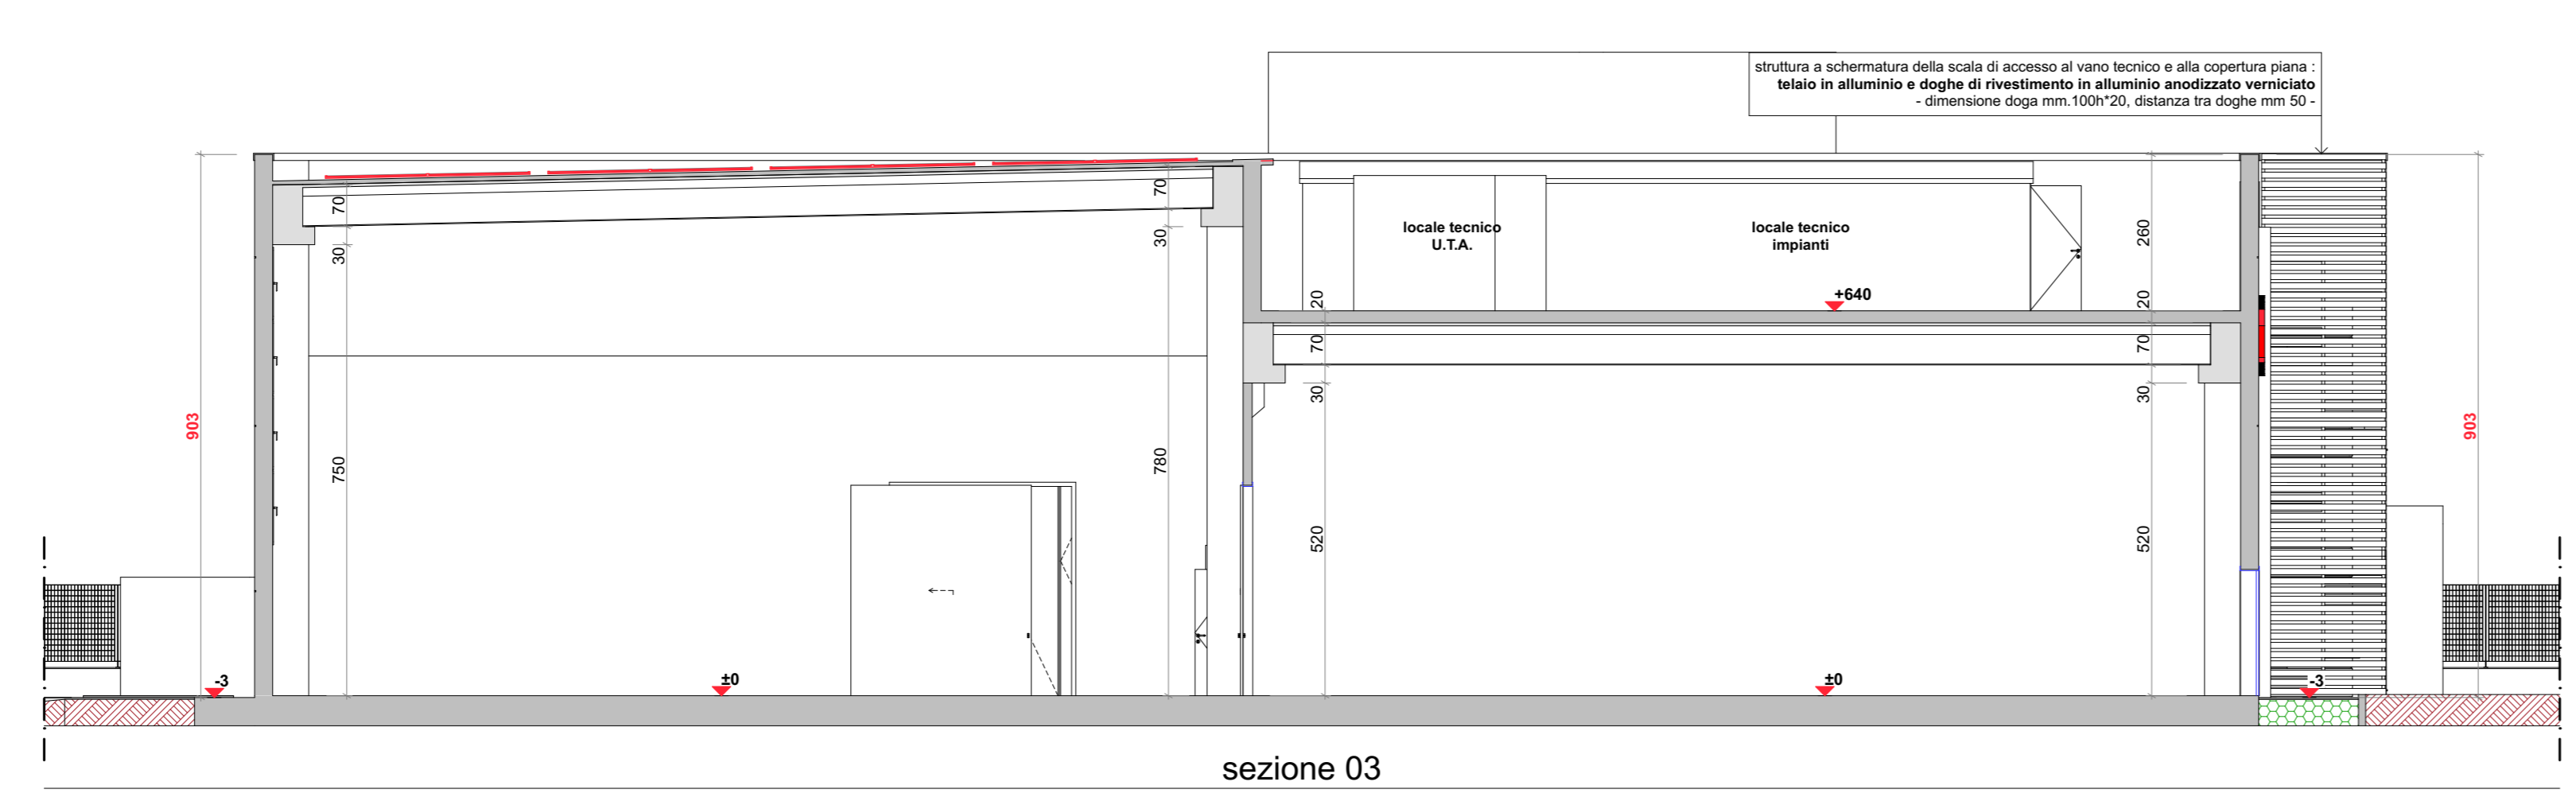 struttura a schermatura della scala di accesso al vano tecnico e alla copertura piana :
telaio in alluminio e doghe di rivestimento in alluminio anodizzato verniciato
- dimensione doga mm.100h*20, distanza tra doghe mm 50 -
70
30
750
903
70
30
780
locale tecnico
U.T.A.
locale tecnico
impianti
+640
20
70
30
520
260
20
70
30
520
903
-3
±0
±0
-3
sezione 03